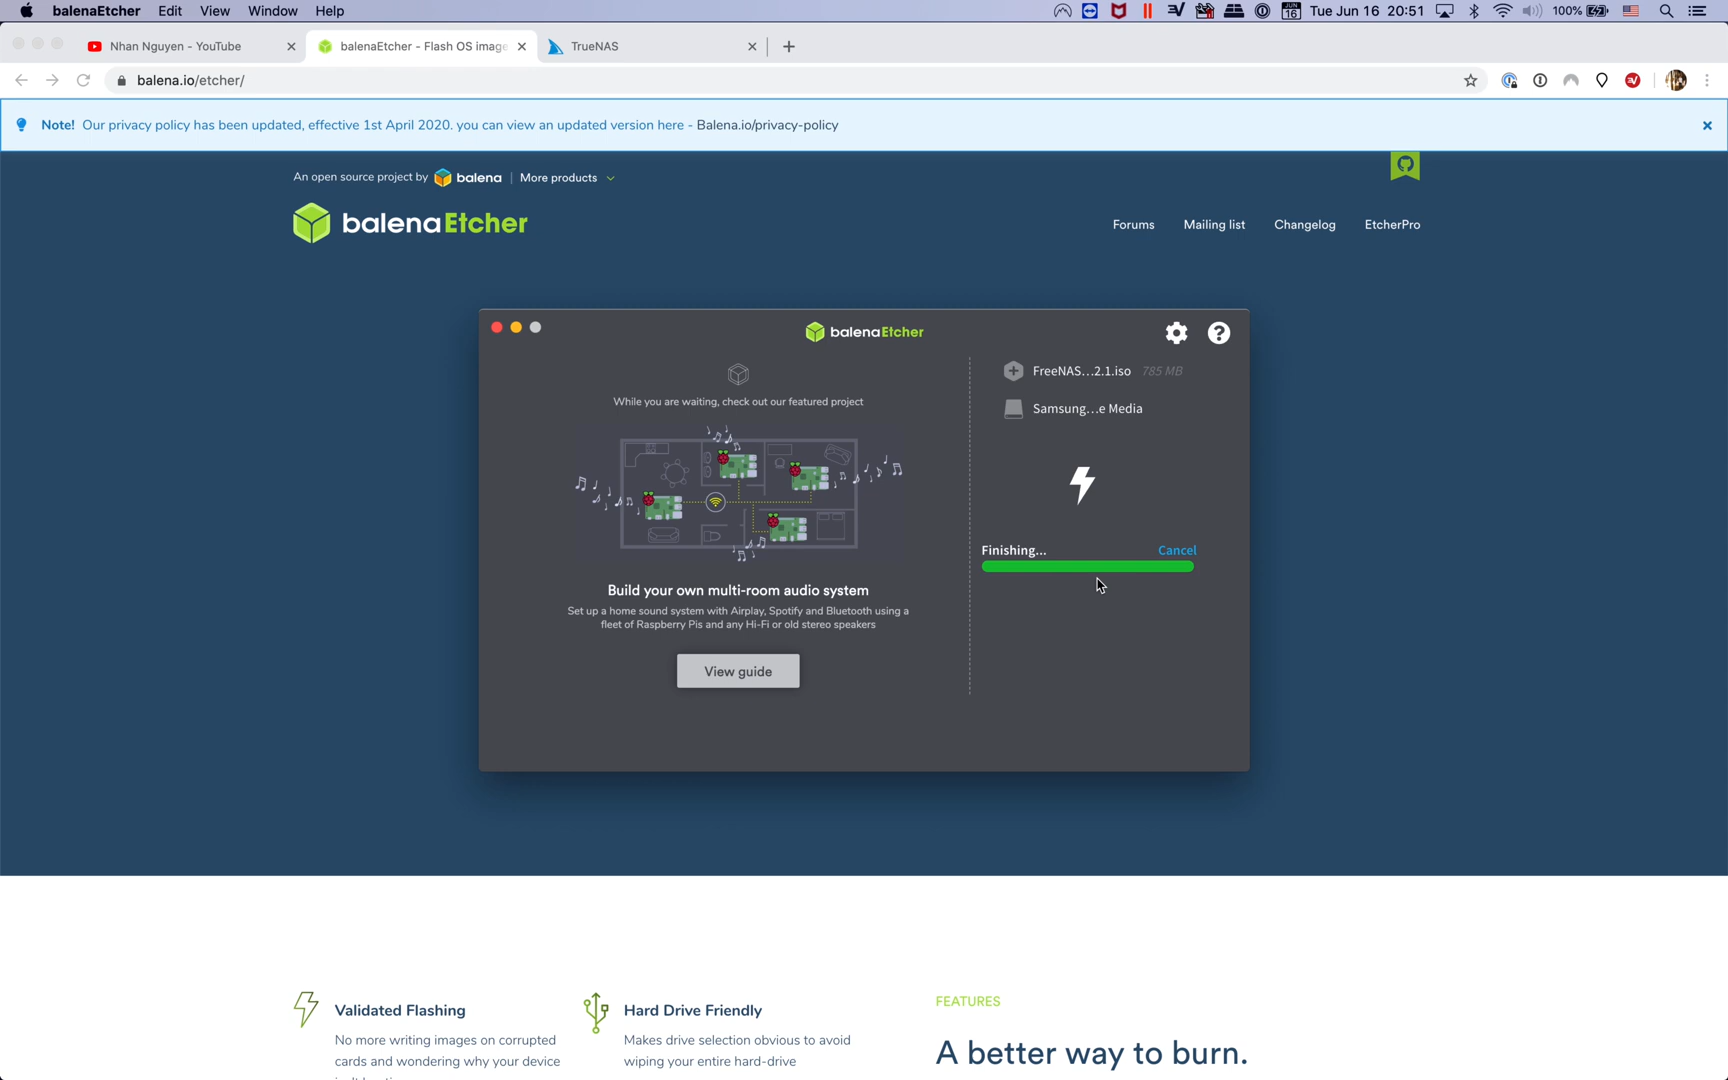 balenaEtcher Edit View Window Help
JUN 16 Tue Jun 16 20:51 100%
Nhan Nguyen - YouTube
balenaEtcher - Flash OS image
TrueNAS
balena.io/etcher/
Note! Our privacy policy has been updated, effective 1st April 2020. you can view an updated version here - Balena.io/privacy-policy
An open source project by balena | More products
balenaEtcher
Forums Mailing list Changelog EtcherPro
balenaEtcher
While you are waiting, check out our featured project
Build your own multi-room audio system
Set up a home sound system with Airplay, Spotify and Bluetooth using a
fleet of Raspberry Pis and any Hi-Fi or old stereo speakers
View guide
FreeNAS...2.1.iso 785 MB
Samsung...e Media
Finishing... Cancel
Validated Flashing
No more writing images on corrupted
cards and wondering why your device
Hard Drive Friendly
Makes drive selection obvious to avoid
wiping your entire hard-drive
FEATURES
A better way to burn.